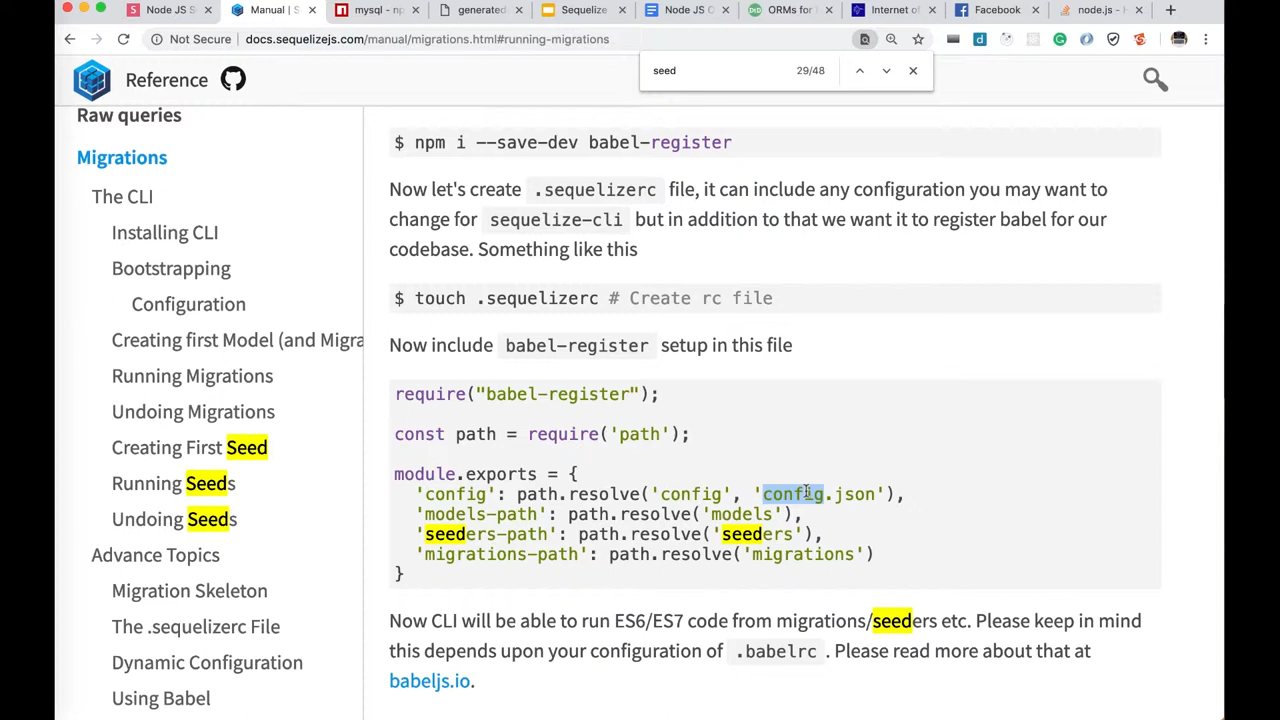 Node JS S
Manual | S
mysql - np
generated
Sequelize
Node JS O
ORMs for
Internet of
Facebook
node.js - H
Not Secure
docs.sequelizejs.com/manual/migrations.html#running-migrations
seed
29/48
Reference
Raw queries
Migrations
The CLI
Installing CLI
Bootstrapping
Configuration
Creating first Model (and Migra
Running Migrations
Undoing Migrations
Creating First Seed
Running Seeds
Undoing Seeds
Advance Topics
Migration Skeleton
The .sequelizerc File
Dynamic Configuration
Using Babel
$ npm i --save-dev babel-register
Now let's create .sequelizerc file, it can include any configuration you may want to
change for sequelize-cli but in addition to that we want it to register babel for our
codebase. Something like this
$ touch .sequelizerc # Create rc file
Now include babel-register setup in this file
require("babel-register");
const path = require('path');
module.exports = {
'config': path.resolve('config', 'config.json'),
'models-path': path.resolve('models'),
'seeders-path': path.resolve('seeders'),
'migrations-path': path.resolve('migrations')
}
Now CLI will be able to run ES6/ES7 code from migrations/seeders etc. Please keep in mind
this depends upon your configuration of .babelrc. Please read more about that at
babeljs.io.